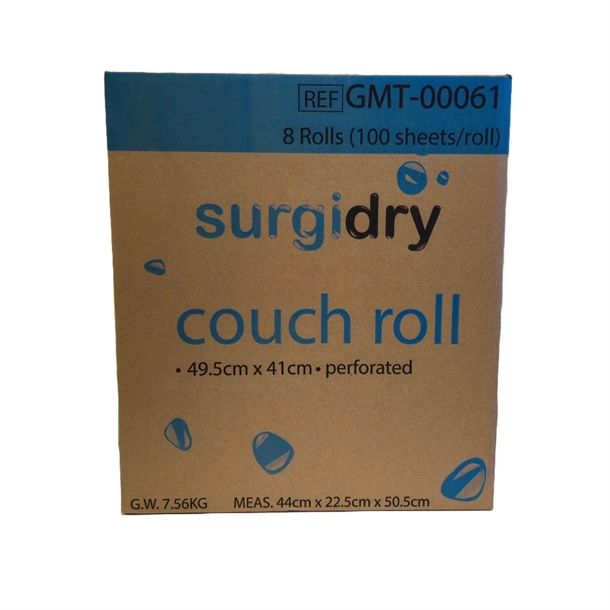 REF GMT-00061
8 Rolls (100 sheets/roll)
surgidry
couch roll
• 49.5cm x 41cm • perforated
G.W. 7.56KG MEAS. 44cm x 22.5cm x 50.5cm